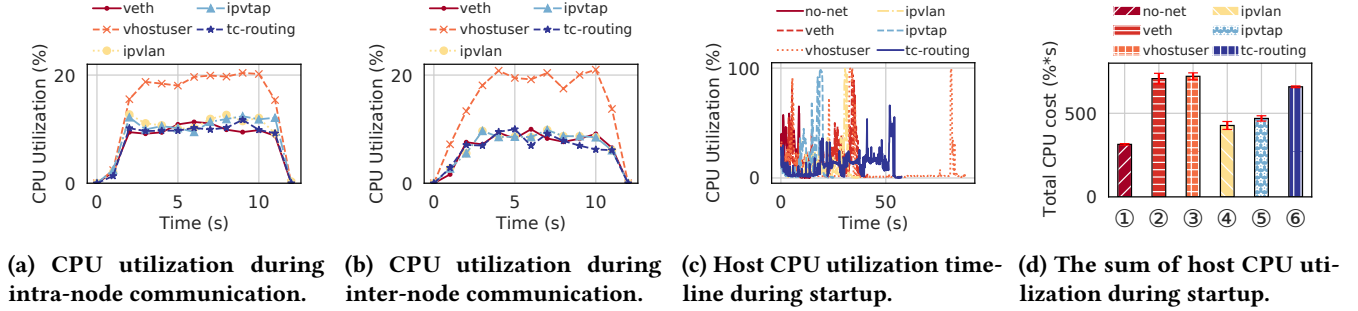 veth
ipvtap
vhostuser
tc-routing
ipvlan
CPU Utilization (%)
20
0
0
5
10
Time (s)
(a) CPU utilization during
intra-node communication.
veth
ipvtap
vhostuser
tc-routing
ipvlan
CPU Utilization (%)
20
0
0
5
10
Time (s)
(b) CPU utilization during
inter-node communication.
no-net
ipvlan
veth
ipvtap
vhostuser
tc-routing
CPU Utilization (%)
100
0
0
50
Time (s)
(c) Host CPU utilization time-
line during startup.
no-net
ipvlan
veth
ipvtap
vhostuser
tc-routing
Total CPU cost (%*s)
500
0
① ② ③ ④ ⑤ ⑥
(d) The sum of host CPU uti-
lization during startup.